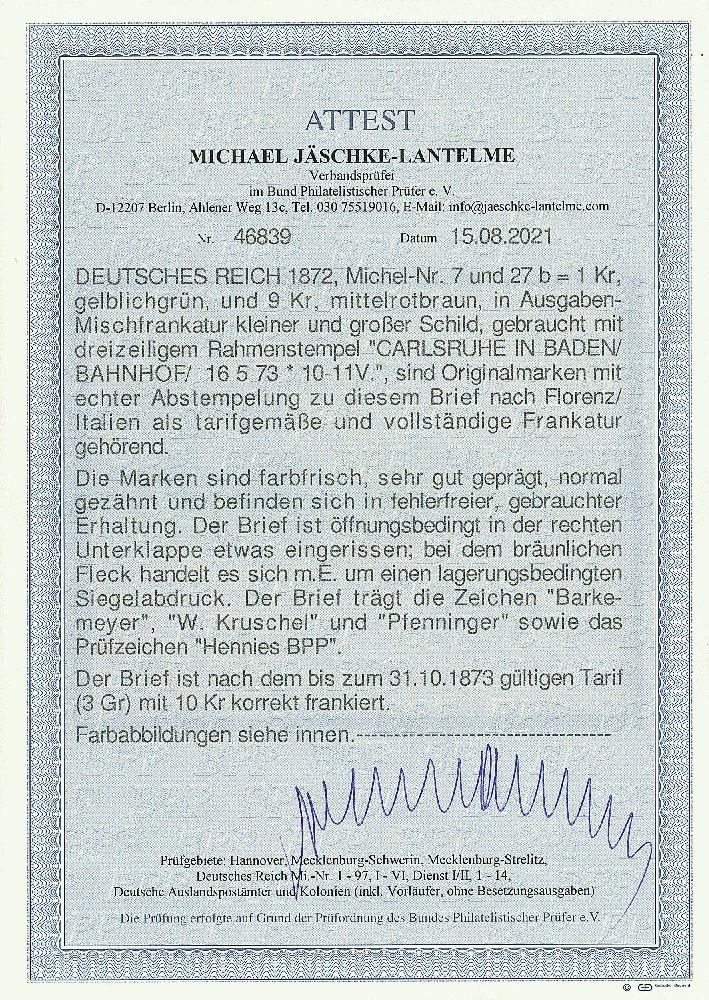 ATTEST
MICHAEL JÄSCHKE-LANTELME
Verbandsprüfer
im Bund Philatelistischer Prüfer e. V.
D-12207 Berlin, Ahlener Weg 13c, Tel. 030 75519016, E-Mail: info@jaeschke-lantelme.com
Nr. 46839 Datum 15.08.2021
DEUTSCHES REICH 1872, Michel-Nr. 7 und 27 b = 1 Kr,
gelblichgrün, und 9 Kr, mittelrotbraun, in Ausgaben-
Mischfrankatur kleiner und großer Schild, gebraucht mit
dreizeiligem Rahmenstempel "CARLSRUHE IN BADEN/
BAHNHOF/ 16 5 73 * 10-11V.", sind Originalmarken mit
echter Abstempelung zu diesem Brief nach Florenz/
Italien als tarifgemäße und vollständige Frankatur
gehörend.
Die Marken sind farbfrisch, sehr gut geprägt, normal
gezähnt und befinden sich in fehlerfreier, gebrauchter
Erhaltung. Der Brief ist öffnungsbedingt in der rechten
Unterklappe etwas eingerissen; bei dem bräunlichen
Fleck handelt es sich m.E. um einen lagerungsbedingten
Siegelabdruck. Der Brief trägt die Zeichen "Barke-
meyer", "W. Kruschel" und "Pfenninger" sowie das
Prüfzeichen "Hennies BPP".
Der Brief ist nach dem bis zum 31.10.1873 gültigen Tarif
(3 Gr) mit 10 Kr korrekt frankiert.
Farbabbildungen siehe innen.------------------------------
Prüfgebiete: Hannover, Mecklenburg-Schwerin, Mecklenburg-Strelitz,
Deutsches Reich Mi.-Nr. 1 - 97, I - VI, Dienst I/II, 1 - 14,
Deutsche Auslandspostämter und Kolonien (inkl. Vorläufer, ohne Besetzungsausgaben)
Die Prüfung erfolgte auf Grund der Prüfordnung des Bundes Philatelistischer Prüfer e.V.